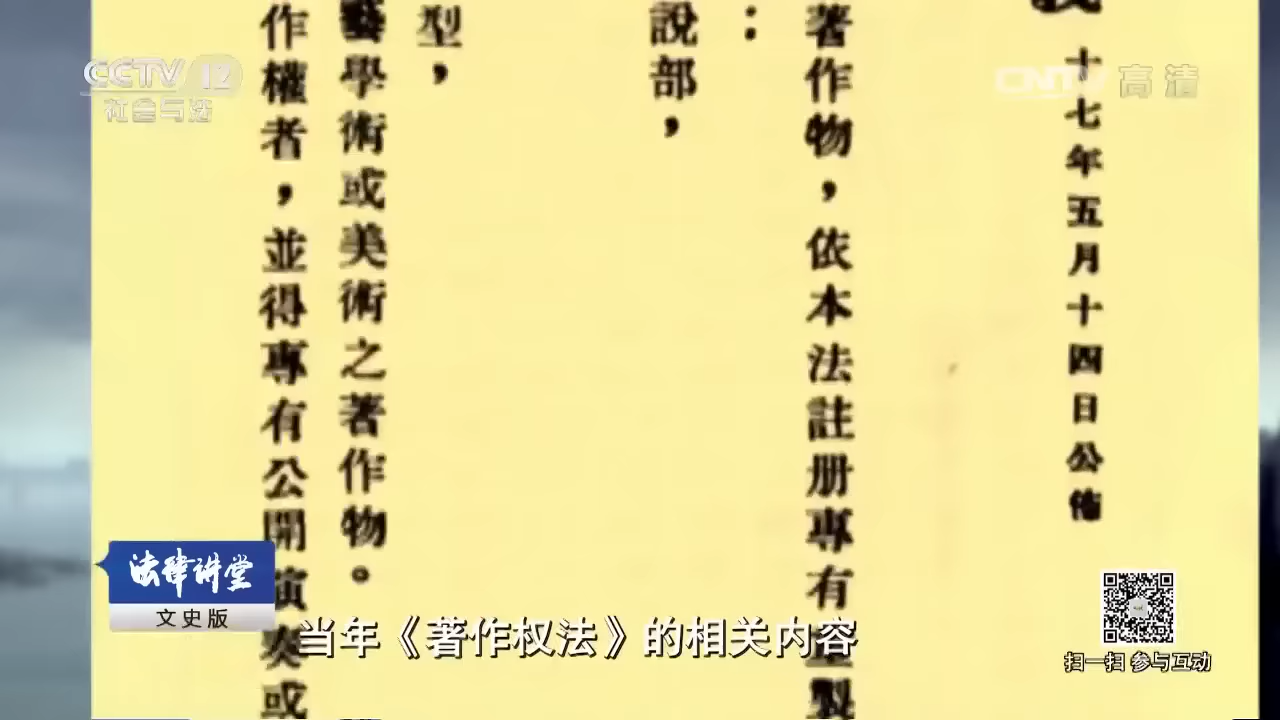 CCTV 12
社会与法
CNTV 高清
十七年五月十四日公佈
著作物，依本法註册專有
製
：
說部，
型，
藝學術或美術之著作物。
作權者，並得專有公開演奏或
法律讲堂
文史版
当年《著作权法》的相关内容
扫一扫 参与互动